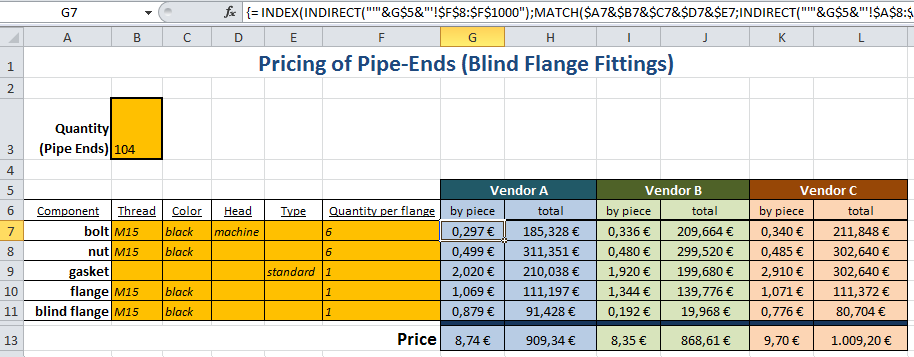 G7 fx {= INDEX(INDIRECT("'"&G$5&"'!$F$8:$F$1000");MATCH($A7&$B7&$C7&$D7&$E7;INDIRECT("'"&G$5&"'!$A$8:$
A B C D E F G H I J K L
1 Pricing of Pipe-Ends (Blind Flange Fittings)
2
Quantity
3 (Pipe Ends) 104
4
5 Vendor A Vendor B Vendor C
6 Component Thread Color Head Type Quantity per flange by piece total by piece total by piece total
7 bolt M15 black machine 6 0,297 € 185,328 € 0,336 € 209,664 € 0,340 € 211,848 €
8 nut M15 black 6 0,499 € 311,351 € 0,480 € 299,520 € 0,485 € 302,640 €
9 gasket standard 1 2,020 € 210,038 € 1,920 € 199,680 € 2,910 € 302,640 €
10 flange M15 black 1 1,069 € 111,197 € 1,344 € 139,776 € 1,071 € 111,372 €
11 blind flange M15 black 1 0,879 € 91,428 € 0,192 € 19,968 € 0,776 € 80,704 €
13 Price 8,74 € 909,34 € 8,35 € 868,61 € 9,70 € 1.009,20 €